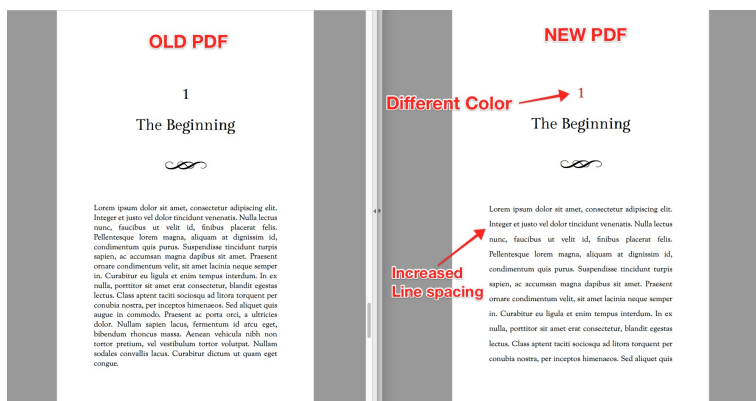 OLD PDF
1
The Beginning
Lorem ipsum dolor sit amet, consectetur adipiscing elit.
Integer et justo vel dolor tincidunt venenatis. Nulla lectus
nunc, faucibus ut velit id, finibus placerat felis.
Pellentesque lorem magna, aliquam at dignissim id,
condimentum quis purus. Suspendisse tincidunt turpis
sapien, ac accumsan magna dapibus sit amet. Praesent
ornare condimentum velit, sit amet lacinia neque semper
in. Curabitur eu ligula et enim tempus interdum. In ex
nulla, porttitor sit amet erat consectetur, blandit egestas
lectus. Class aptent taciti sociosqu ad litora torquent per
conubia nostra, per inceptos himenaeos. Sed aliquet quis
augue in commodo. Praesent ac porta orci, a ultricies
dolor. Nullam sapien lacus, fermentum id arcu eget,
bibendum rhoncus massa. Aenean vehicula nibh non
tortor pretium, vel vestibulum tortor volutpat. Nullam
sodales convallis lacus. Curabitur dictum ut quam eget
congue.
NEW PDF
Different Color
1
The Beginning
Lorem ipsum dolor sit amet, consectetur adipiscing elit.
Integer et justo vel dolor tincidunt venenatis. Nulla lectus
nunc, faucibus ut velit id, finibus placerat felis.
Pellentesque lorem magna, aliquam at dignissim id,
condimentum quis purus. Suspendisse tincidunt turpis
sapien, ac accumsan magna dapibus sit amet. Praesent
ornare condimentum velit, sit amet lacinia neque semper
in. Curabitur eu ligula et enim tempus interdum. In ex
nulla, porttitor sit amet erat consectetur, blandit egestas
lectus. Class aptent taciti sociosqu ad litora torquent per
conubia nostra, per inceptos himenaeos. Sed aliquet quis
Increased
Line spacing